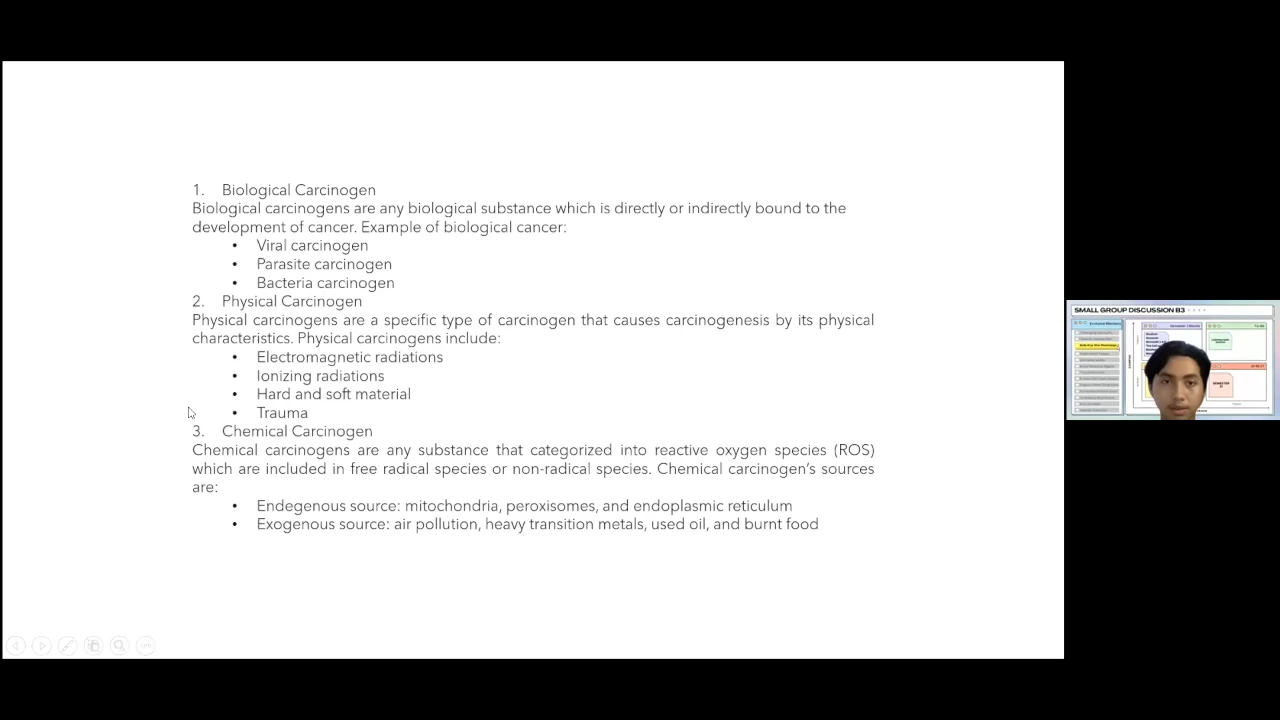 1. Biological Carcinogen
Biological carcinogens are any biological substance which is directly or indirectly bound to the
development of cancer. Example of biological cancer:
• Viral carcinogen
• Parasite carcinogen
• Bacteria carcinogen
2. Physical Carcinogen
Physical carcinogens are a specic type of carcinogen that causes carcinogenesis by its physical
characteristics. Physical carcinogens include:
• Electromagnetic radiations
• Ionizing radiations
• Hard and soft material
• Trauma
3. Chemical Carcinogen
Chemical carcinogens are any substance that categorized into reactive oxygen species (ROS)
which are included in free radical species or non-radical species. Chemical carcinogen's sources
are:
• Endegenous source: mitochondria, peroxisomes, and endoplasmic reticulum
• Exogenous source: air pollution, heavy transition metals, used oil, and burnt food
SMALL GROUP DISCUSSION B3
SEMESTER